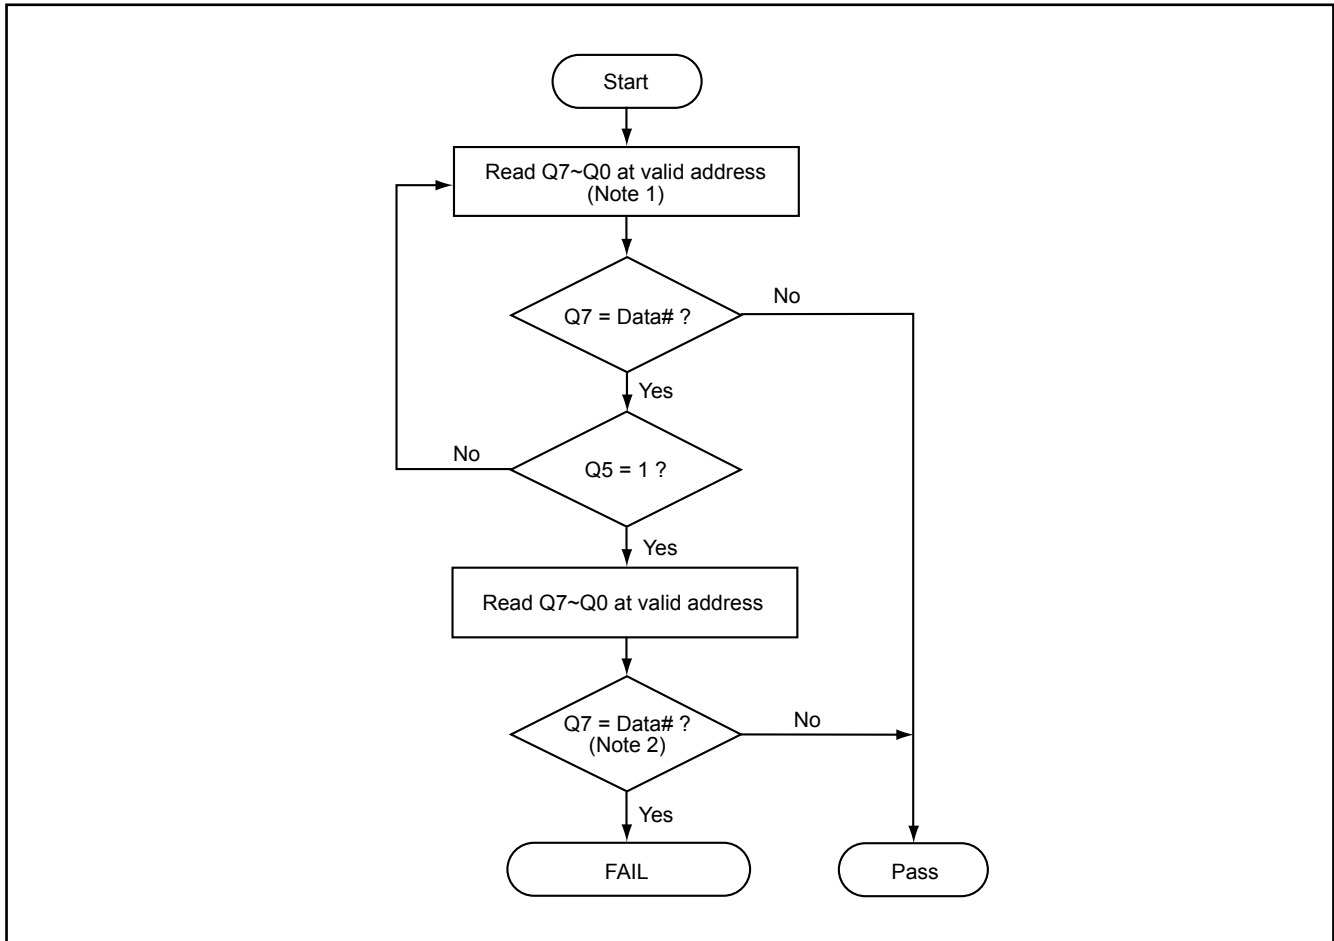 Start
Read Q7~Q0 at valid address
(Note 1)
Q7 = Data# ?
No
Yes
Q5 = 1 ?
No
Yes
Read Q7~Q0 at valid address
Q7 = Data# ?
(Note 2)
No
Yes
FAIL
Pass